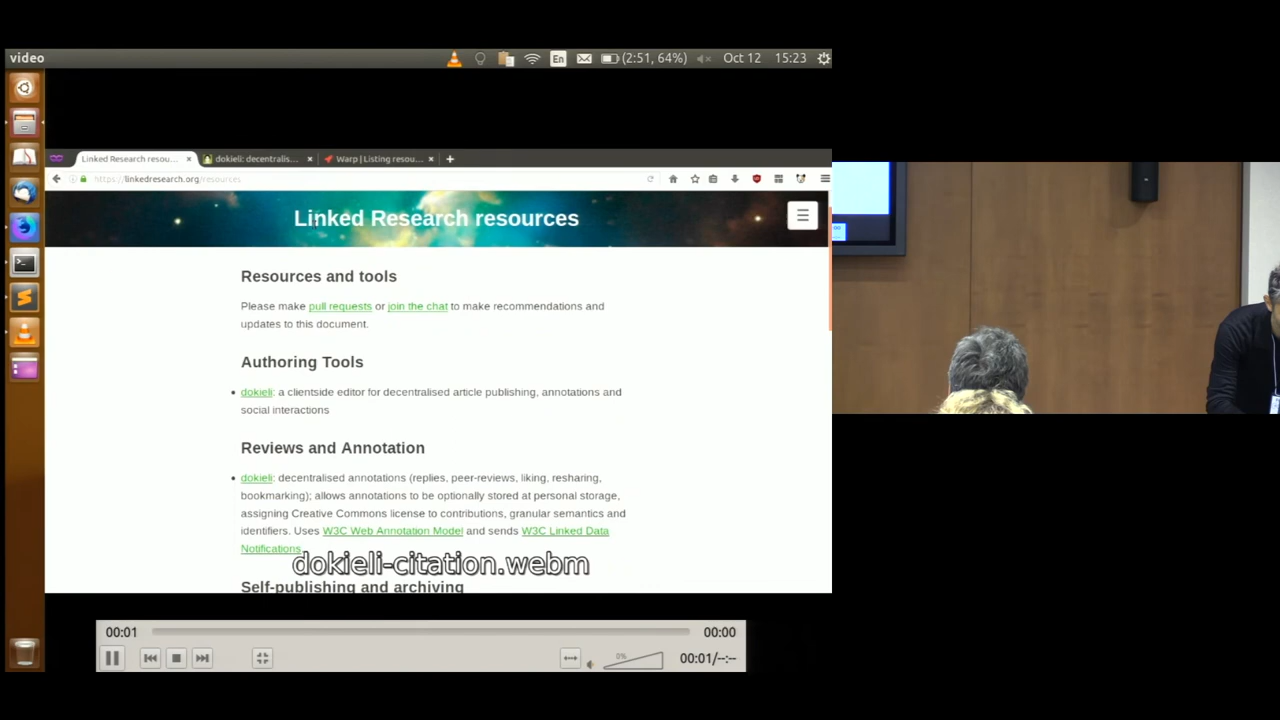 video
En
(2:51, 64%)
Oct 12
15:23
Linked Research resou...
dokieli: decentralis...
Warp | Listing resou...
https://linkedresearch.org/resources
Linked Research resources
Resources and tools
Please make pull requests or join the chat to make recommendations and
updates to this document.
Authoring Tools
dokieli: a clientside editor for decentralised article publishing, annotations and
social interactions
Reviews and Annotation
dokieli: decentralised annotations (replies, peer-reviews, liking, resharing,
bookmarking); allows annotations to be optionally stored at personal storage,
assigning Creative Commons license to contributions, granular semantics and
identifiers. Uses W3C Web Annotation Model and sends W3C Linked Data
Notifications.
dokieli-citation.webm
Self-publishing and archiving
00:01
00:00
0%
00:01/--:--